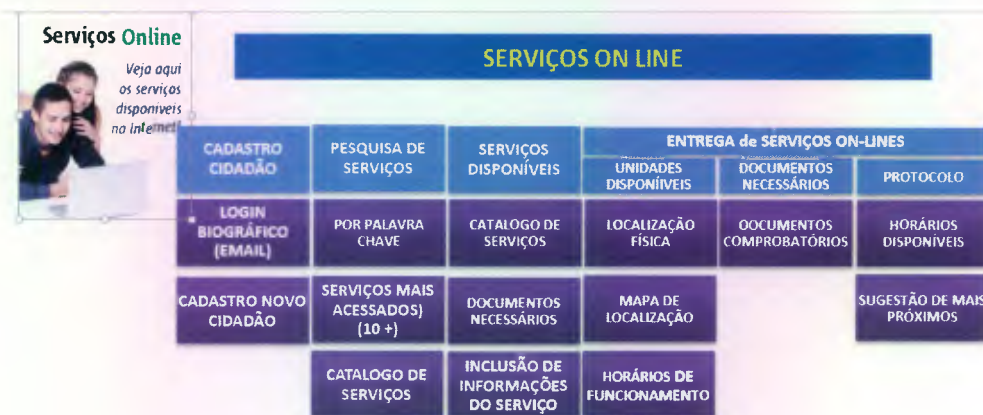 Serviços Online
Veja aqui
os serviços
disponíveis
na Internet!
SERVIÇOS ON LINE
CADASTRO
CIDADÃO
PESQUISA DE
SERVIÇOS
SERVIÇOS
DISPONÍVEIS
ENTREGA de SERVIÇOS ON-LINES
UNIDADES
DISPONÍIVEIS
DOCUMENTOS
NECESSÁRIOS
PROTOCOLO
LOGIN
BIOGRÁFICO
(EMAIL)
POR PALAVRA
CHAVE
CATALOGO DE
SERVIÇOS
LOCALIZAÇÃO
FÍSICA
DOCUMENTOS
COMPROBATÓRIOS
HORÁRIOS
DISPONÍVEIS
CADASTRO NOVO
CIDADÃO
SERVIÇOS MAIS
ACESSADOS)
(10 +)
DOCUMENTOS
NECESSÁRIOS
MAPA DE
LOCALIZAÇÃO
SUGESTÃO DE MAIS
PRÓXIMOS
CATALOGO DE
SERVIÇOS
INCLUSÃO DE
INFORMAÇÕES
DO SERVIÇO
HORÁRIOS DE
FUNCIONAMENTO